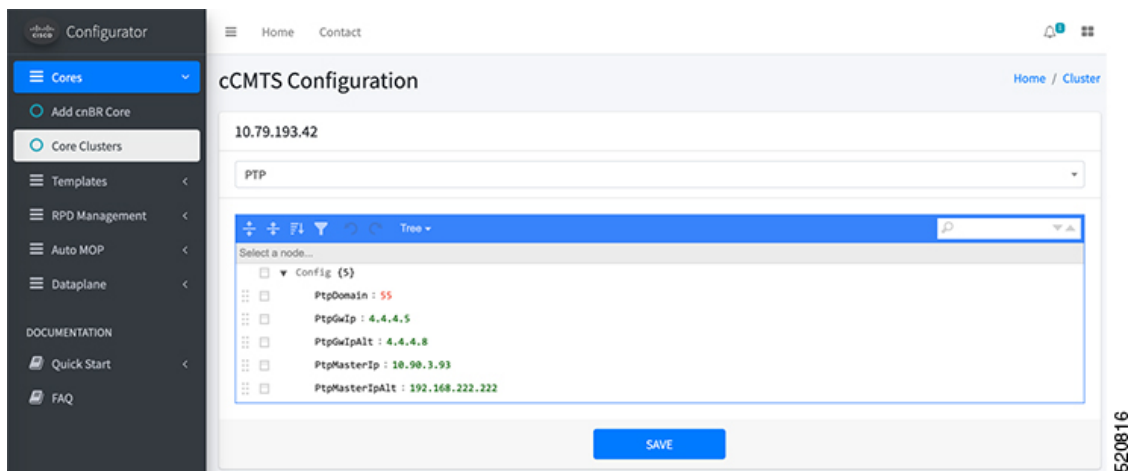 CISCO Configurator
Home Contact
1
Cores
Add cnBR Core
Core Clusters
Templates
RPD Management
Auto MOP
Dataplane
DOCUMENTATION
Quick Start
FAQ
cCMTS Configuration
Home / Cluster
10.79.193.42
PTP
Tree
Select a node...
Config {5}
PtpDomain : 55
PtpGwIp : 4.4.4.5
PtpGwIpAlt : 4.4.4.8
PtpMasterIp : 10.90.3.93
PtpMasterIpAlt : 192.168.222.222
SAVE
520816